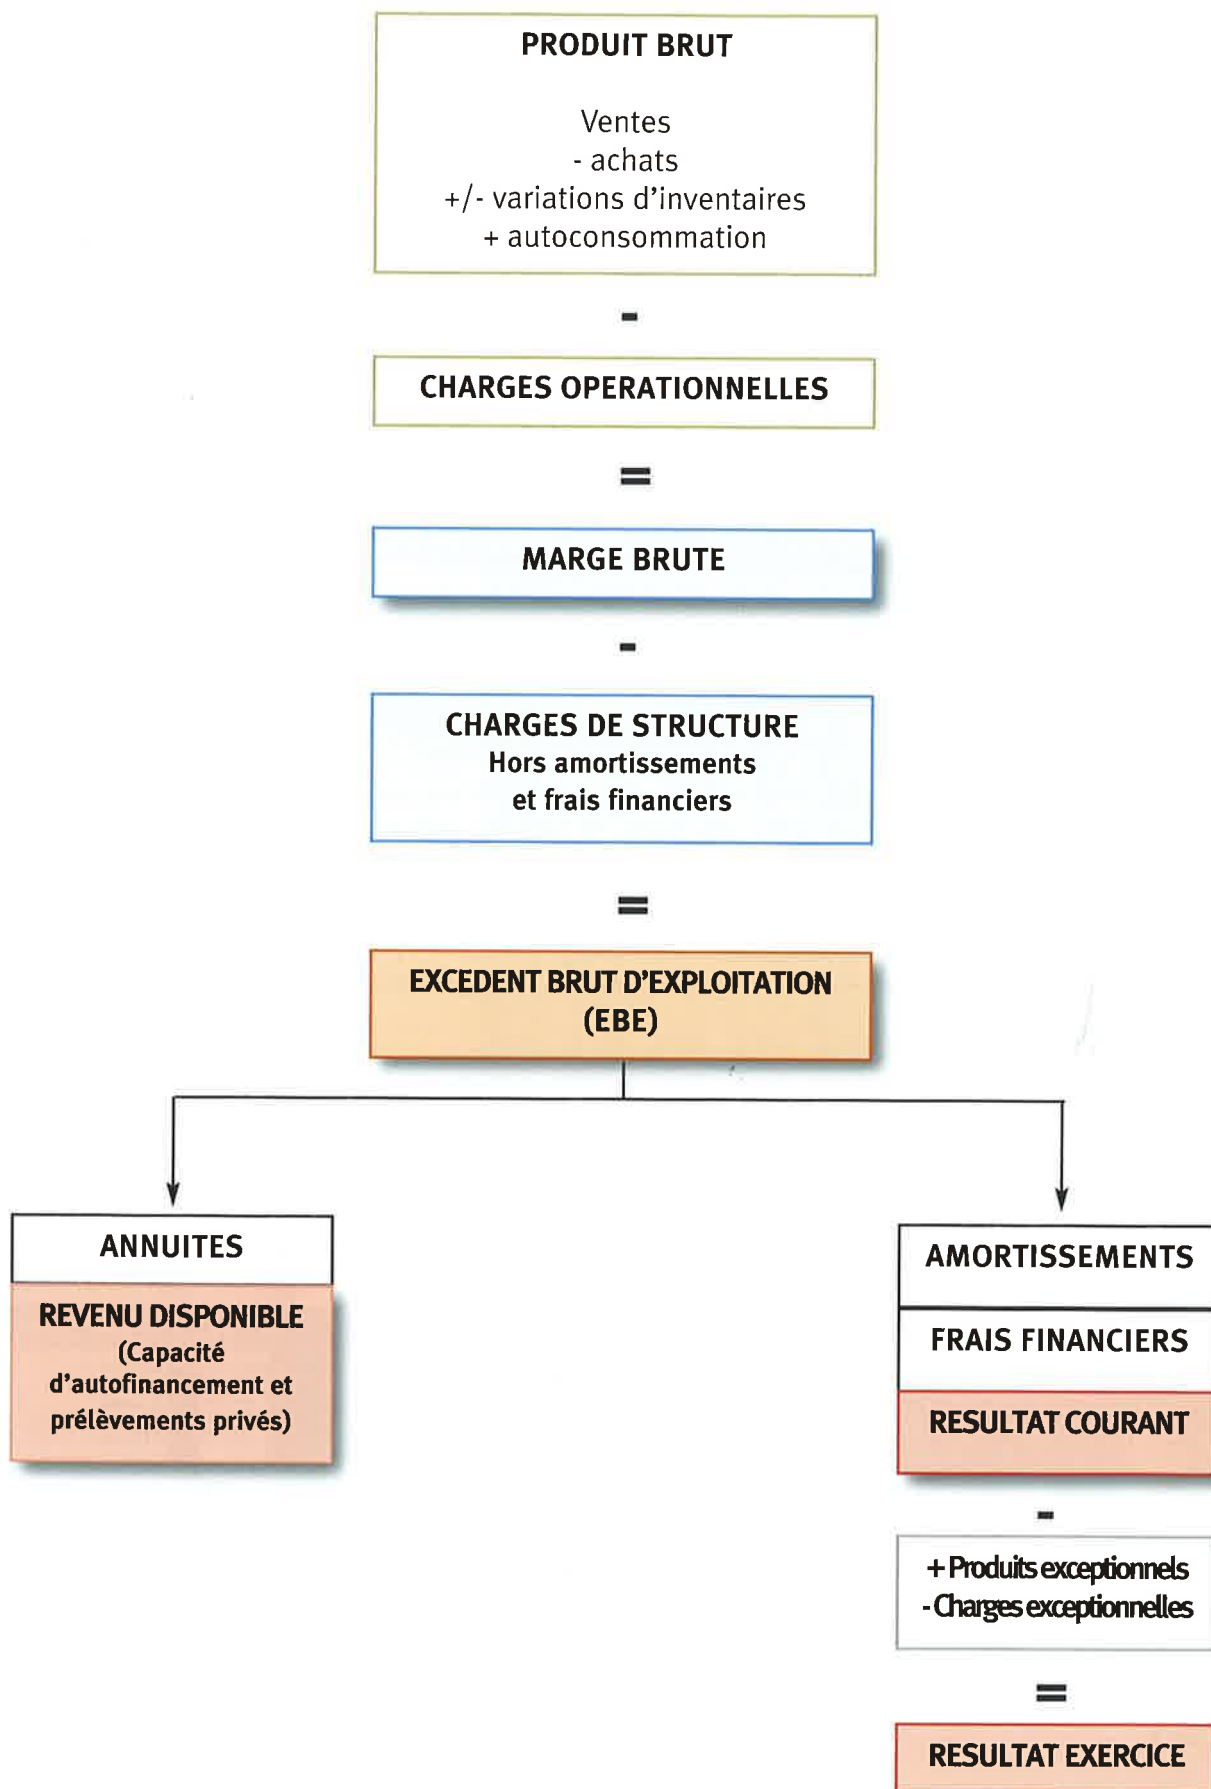 PRODUIT BRUT
Ventes
- achats
+/- variations d'inventaires
+ autoconsommation
-
CHARGES OPERATIONNELLES
=
MARGE BRUTE
-
CHARGES DE STRUCTURE
Hors amortissements
et frais financiers
=
EXCEDENT BRUT D'EXPLOITATION
(EBE)
ANNUITES
REVENU DISPONIBLE
(Capacité
d'autofinancement et
prélèvements privés)
AMORTISSEMENTS
FRAIS FINANCIERS
RESULTAT COURANT
-
+ Produits exceptionnels
- Charges exceptionnelles
=
RESULTAT EXERCICE